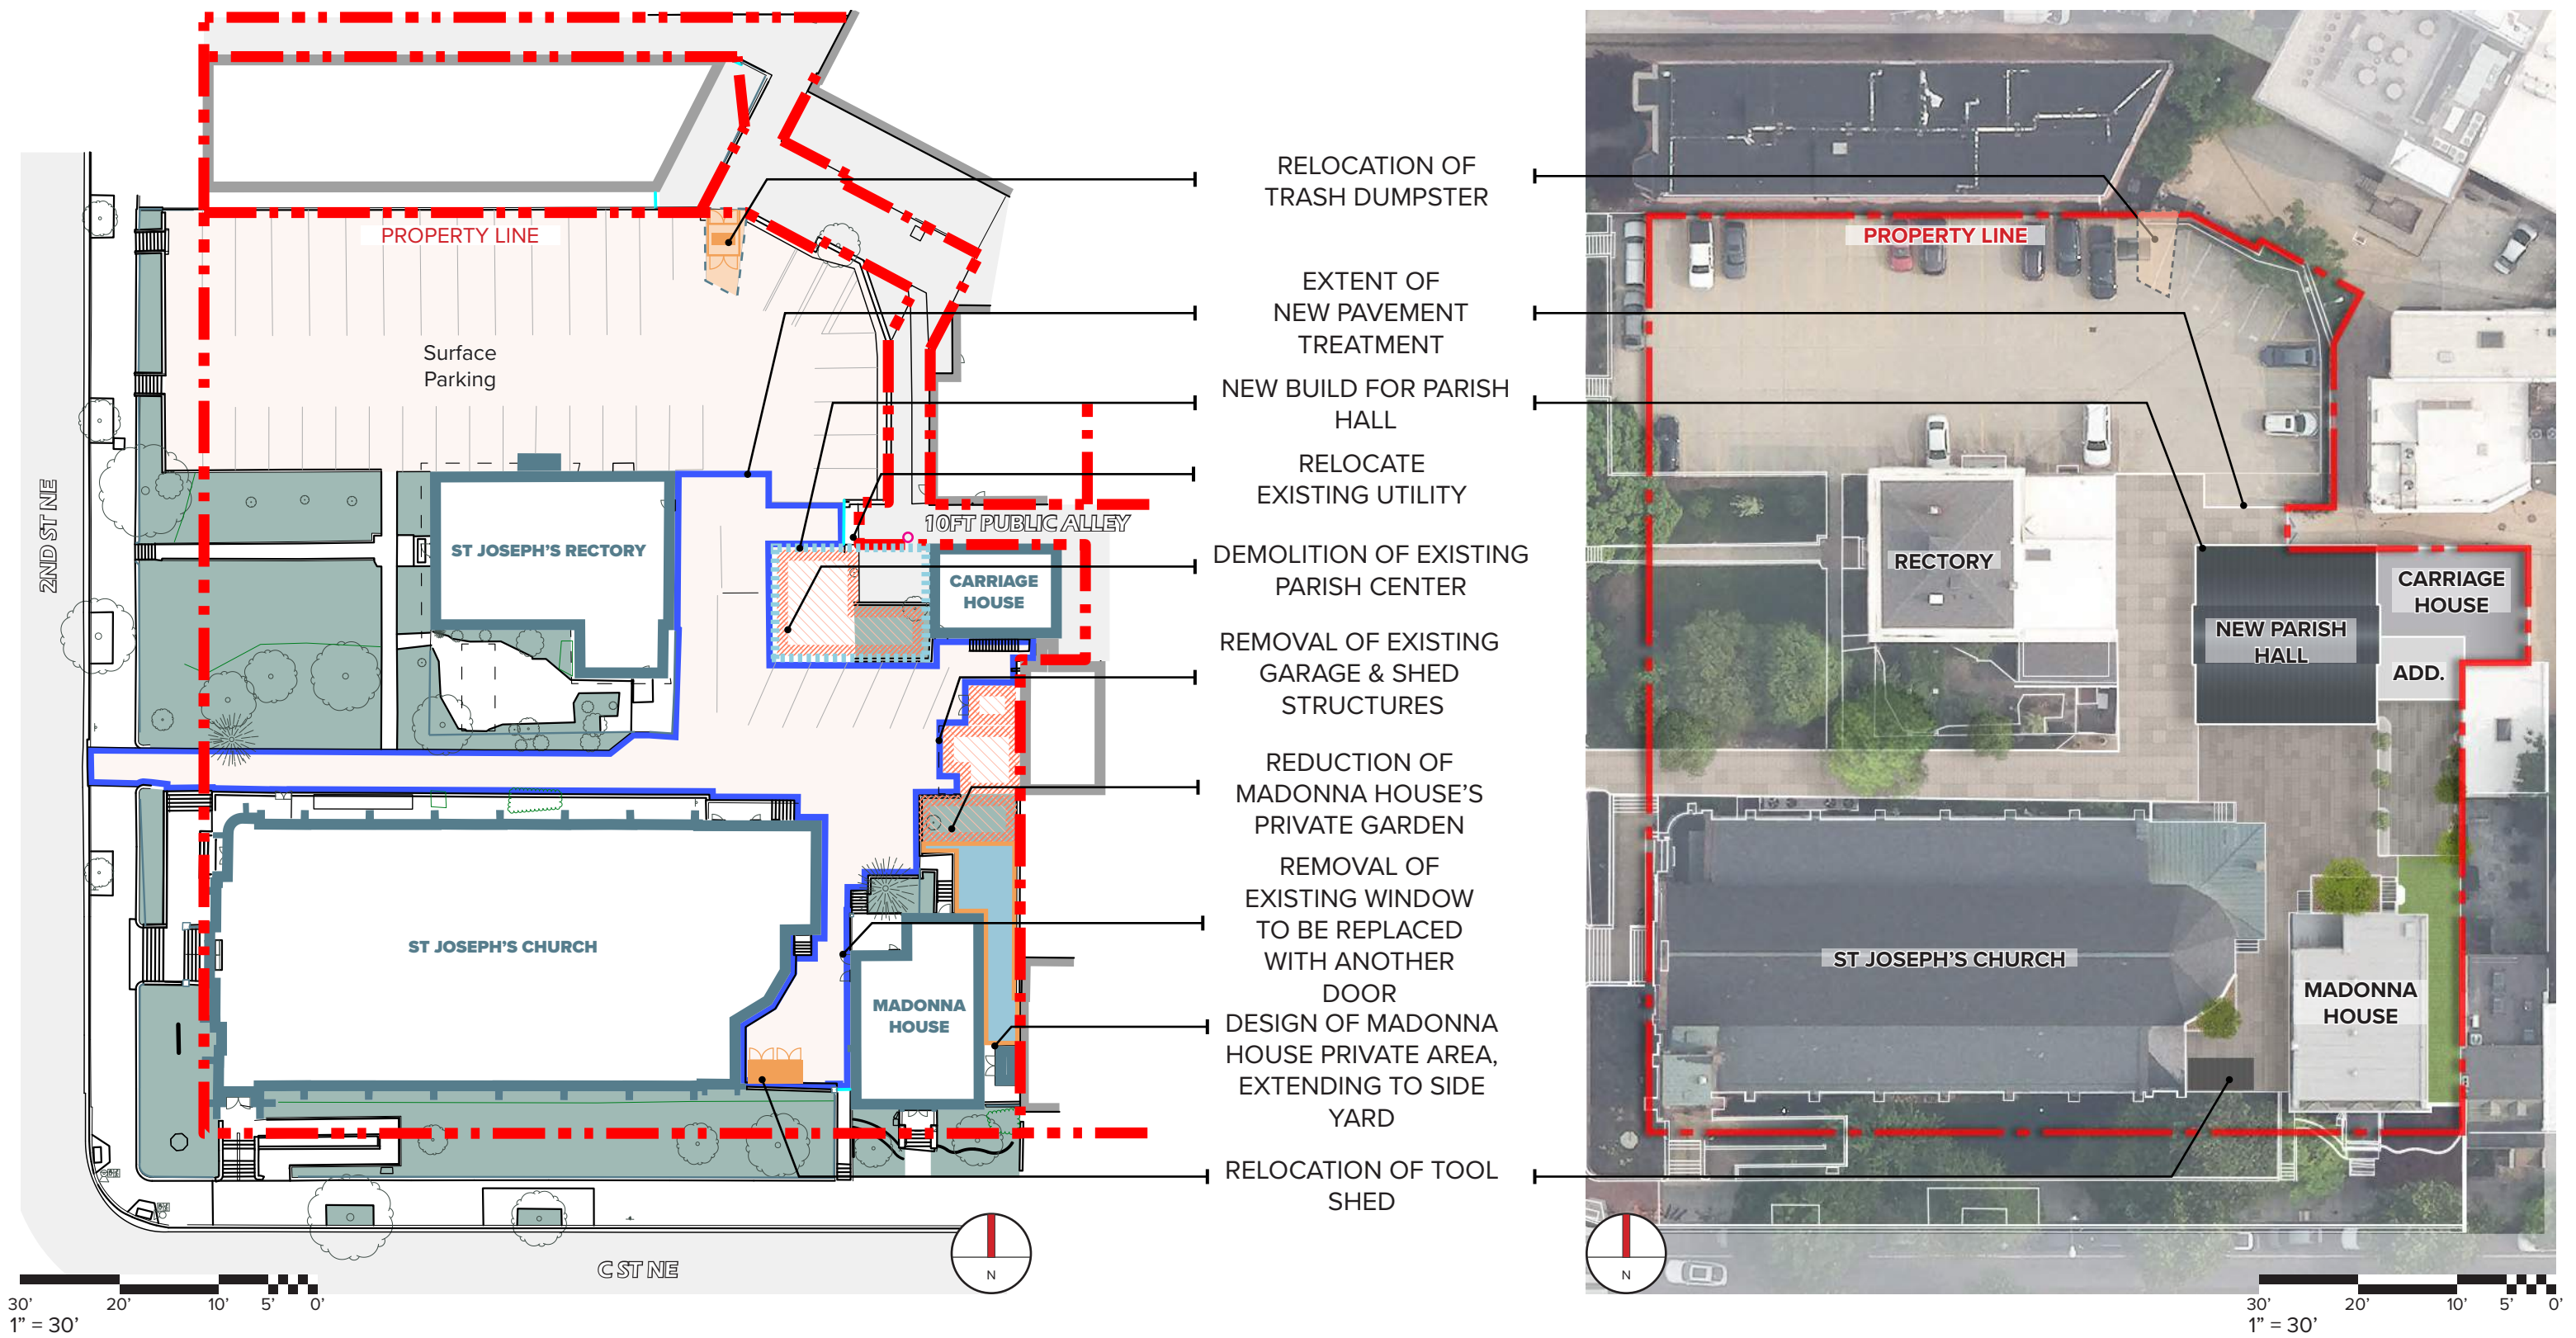 PROPERTY LINE
Surface
Parking
2ND ST NE
ST JOSEPH'S RECTORY
10FT PUBLIC ALLEY
CARRIAGE
HOUSE
ST JOSEPH'S CHURCH
MADONNA
HOUSE
C ST NE
N
30' 20' 10' 5' 0'
1" = 30'
RELOCATION OF
TRASH DUMPSTER
EXTENT OF
NEW PAVEMENT
TREATMENT
NEW BUILD FOR PARISH
HALL
RELOCATE
EXISTING UTILITY
DEMOLITION OF EXISTING
PARISH CENTER
REMOVAL OF EXISTING
GARAGE & SHED
STRUCTURES
REDUCTION OF
MADONNA HOUSE'S
PRIVATE GARDEN
REMOVAL OF
EXISTING WINDOW
TO BE REPLACED
WITH ANOTHER
DOOR
DESIGN OF MADONNA
HOUSE PRIVATE AREA,
EXTENDING TO SIDE
YARD
RELOCATION OF TOOL
SHED
PROPERTY LINE
RECTORY
CARRIAGE
HOUSE
NEW PARISH
HALL
ADD.
ST JOSEPH'S CHURCH
MADONNA
HOUSE
N
30' 20' 10' 5' 0'
1" = 30'